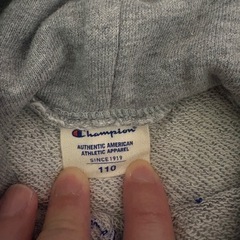 Champion
AUTHENTIC AMERICAN
ATHLETIC APPAREL
SINCE 1919
110